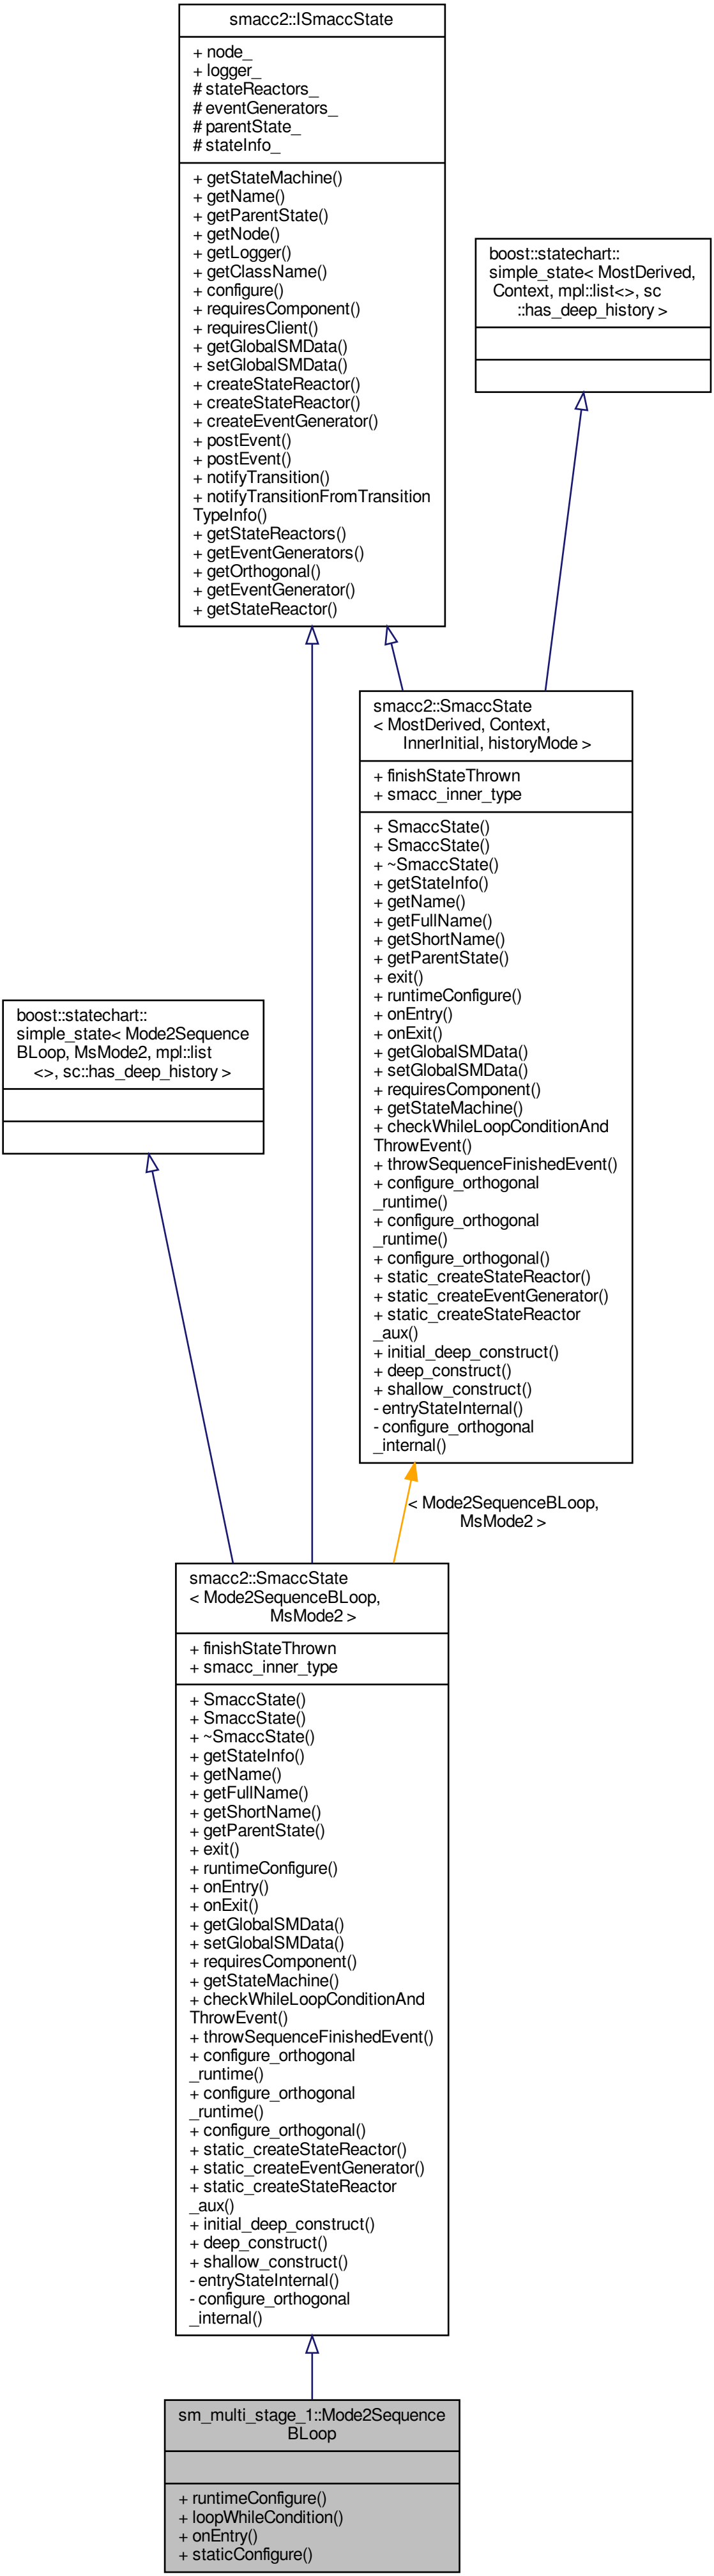 smacc2::ISmaccState
+ node_
+ logger_
# stateReactors_
# eventGenerators_
# parentState_
# stateInfo_
+ getStateMachine()
+ getName()
+ getParentState()
+ getNode()
+ getLogger()
+ getClassName()
+ configure()
+ requiresComponent()
+ requiresClient()
+ getGlobalSMData()
+ setGlobalSMData()
+ createStateReactor()
+ createStateReactor()
+ createEventGenerator()
+ postEvent()
+ postEvent()
+ notifyTransition()
+ notifyTransitionFromTransition
TypeInfo()
+ getStateReactors()
+ getEventGenerators()
+ getOrthogonal()
+ getEventGenerator()
+ getStateReactor()
boost::statechart::
simple_state< MostDerived,
Context, mpl::list<>, sc
::has_deep_history >
smacc2::SmaccState
< MostDerived, Context,
InnerInitial, historyMode >
+ finishStateThrown
+ smacc_inner_type
+ SmaccState()
+ SmaccState()
+ ~SmaccState()
+ getStateInfo()
+ getName()
+ getFullName()
+ getShortName()
+ getParentState()
+ exit()
+ runtimeConfigure()
+ onEntry()
+ onExit()
+ getGlobalSMData()
+ setGlobalSMData()
+ requiresComponent()
+ getStateMachine()
+ checkWhileLoopConditionAnd
ThrowEvent()
+ throwSequenceFinishedEvent()
+ configure_orthogonal
_runtime()
+ configure_orthogonal
_runtime()
+ configure_orthogonal()
+ static_createStateReactor()
+ static_createEventGenerator()
+ static_createStateReactor
_aux()
+ initial_deep_construct()
+ deep_construct()
+ shallow_construct()
- entryStateInternal()
- configure_orthogonal
_internal()
boost::statechart::
simple_state< Mode2Sequence
BLoop, MsMode2, mpl::list
<>, sc::has_deep_history >
< Mode2SequenceBLoop,
MsMode2 >
smacc2::SmaccState
< Mode2SequenceBLoop,
MsMode2 >
+ finishStateThrown
+ smacc_inner_type
+ SmaccState()
+ SmaccState()
+ ~SmaccState()
+ getStateInfo()
+ getName()
+ getFullName()
+ getShortName()
+ getParentState()
+ exit()
+ runtimeConfigure()
+ onEntry()
+ onExit()
+ getGlobalSMData()
+ setGlobalSMData()
+ requiresComponent()
+ getStateMachine()
+ checkWhileLoopConditionAnd
ThrowEvent()
+ throwSequenceFinishedEvent()
+ configure_orthogonal
_runtime()
+ configure_orthogonal
_runtime()
+ configure_orthogonal()
+ static_createStateReactor()
+ static_createEventGenerator()
+ static_createStateReactor
_aux()
+ initial_deep_construct()
+ deep_construct()
+ shallow_construct()
- entryStateInternal()
- configure_orthogonal
_internal()
sm_multi_stage_1::Mode2Sequence
BLoop
+ runtimeConfigure()
+ loopWhileCondition()
+ onEntry()
+ staticConfigure()